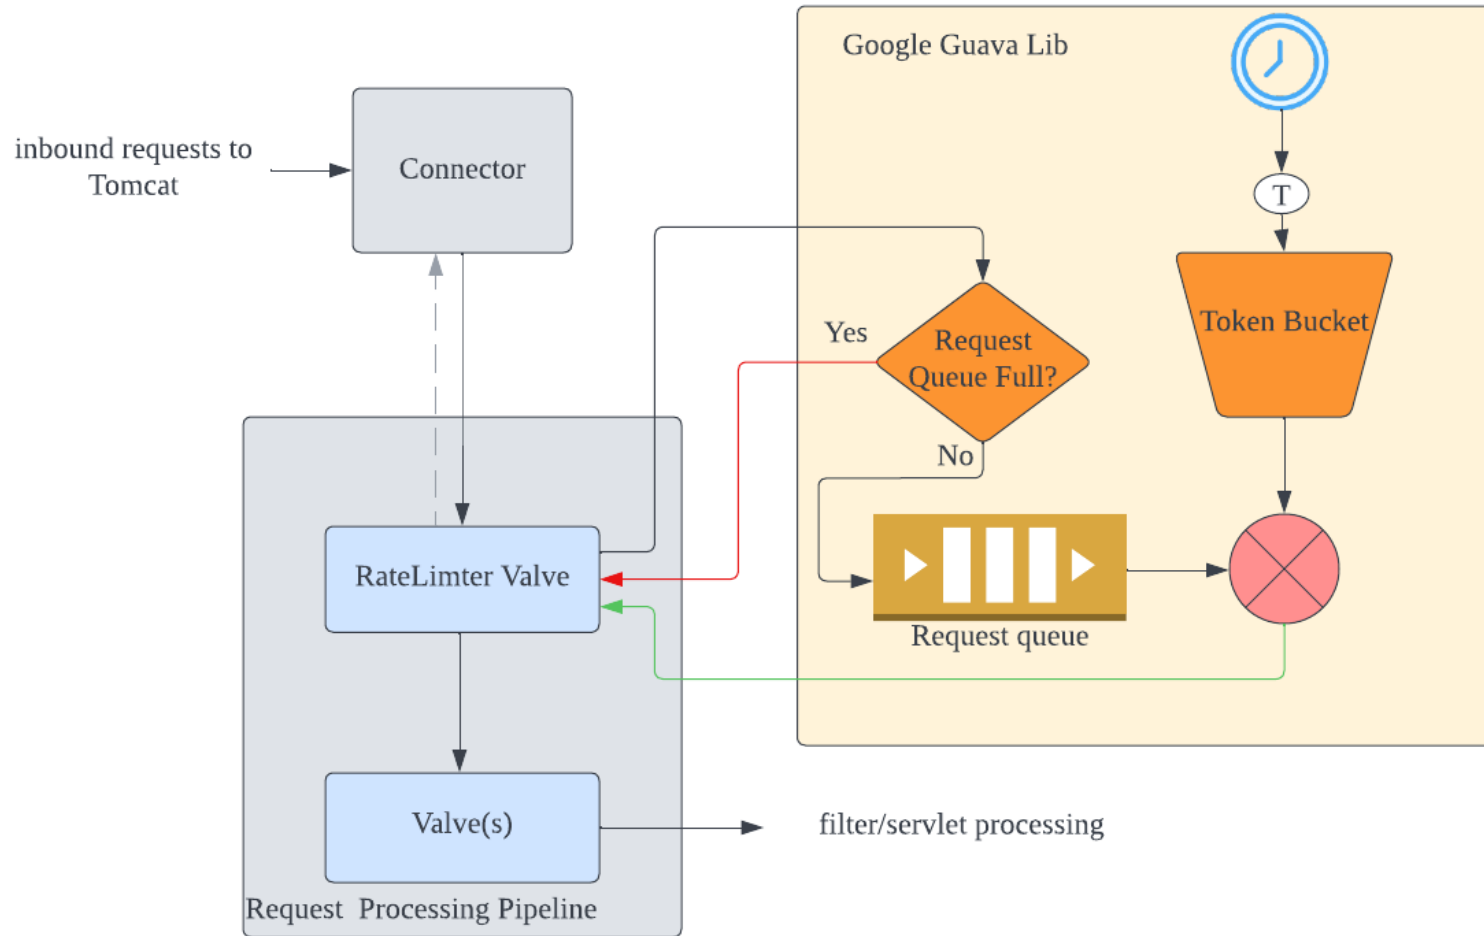 Google Guava Lib
inbound requests to
Tomcat
Connector
T
Token Bucket
Yes
Request
Queue Full?
No
RateLimter Valve
Request queue
Valve(s)
filter/servlet processing
Request  Processing Pipeline